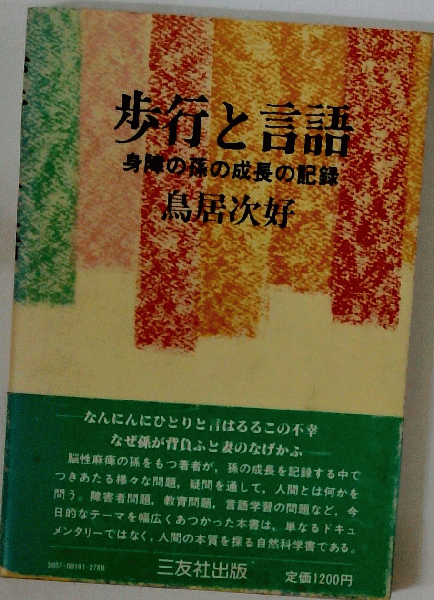 歩行と言語
身障の孫の成長の記録
鳥居次好
──なんにんにひとりと言はるるこの不幸
なぜ孫が背負ふと妻のなげかふ──
脳性麻痺の孫をもつ著者が，孫の成長を記録する中で
つきあたる様々な問題，疑問を通して，人間とは何かを
問う。障害者問題，教育問題，言語学習の問題など，今
日的なテーマを幅広くあつかった本書は，単なるドキュ
メンタリーではなく，人間の本質を探る自然科学書である。
三友社出版
定価1200円